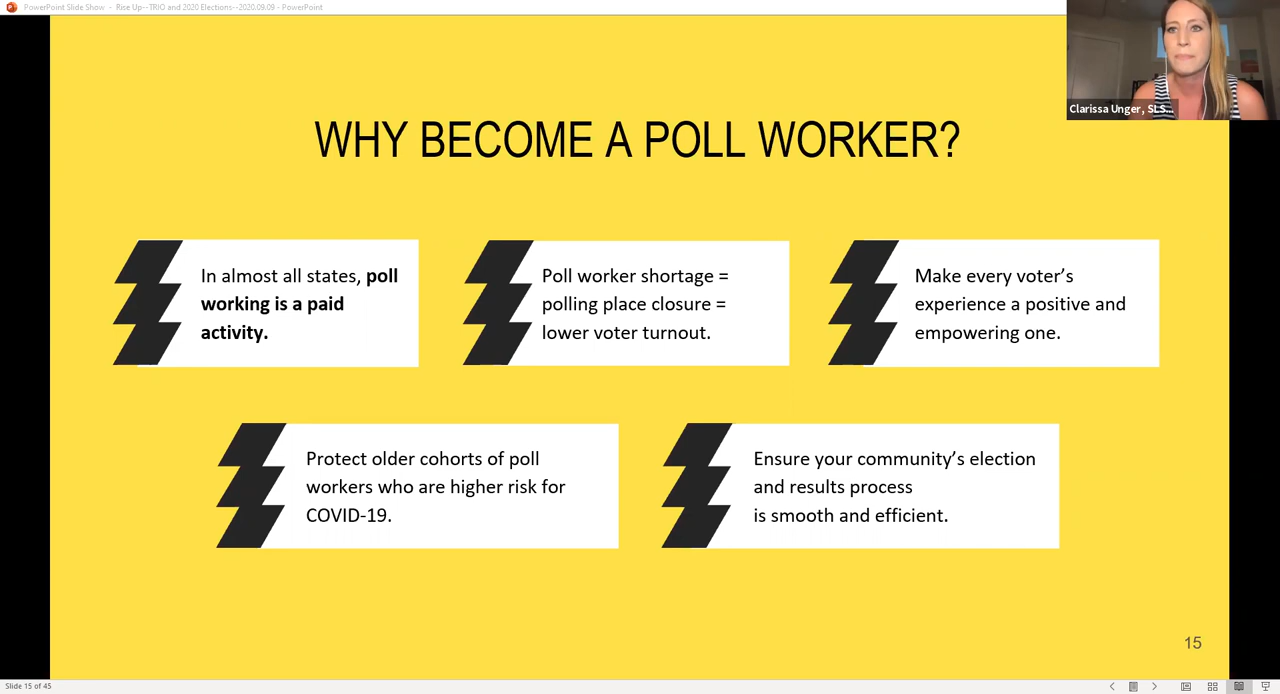 PowerPoint Slide Show - Rise Up--TRIO and 2020 Elections--2020.09.09 - PowerPoint
Clarissa Unger, SLS...
WHY BECOME A POLL WORKER?
In almost all states, poll
working is a paid
activity.
Poll worker shortage =
polling place closure =
lower voter turnout.
Make every voter’s
experience a positive and
empowering one.
Protect older cohorts of poll
workers who are higher risk for
COVID-19.
Ensure your community’s election
and results process
is smooth and efficient.
15
Slide 15 of 45